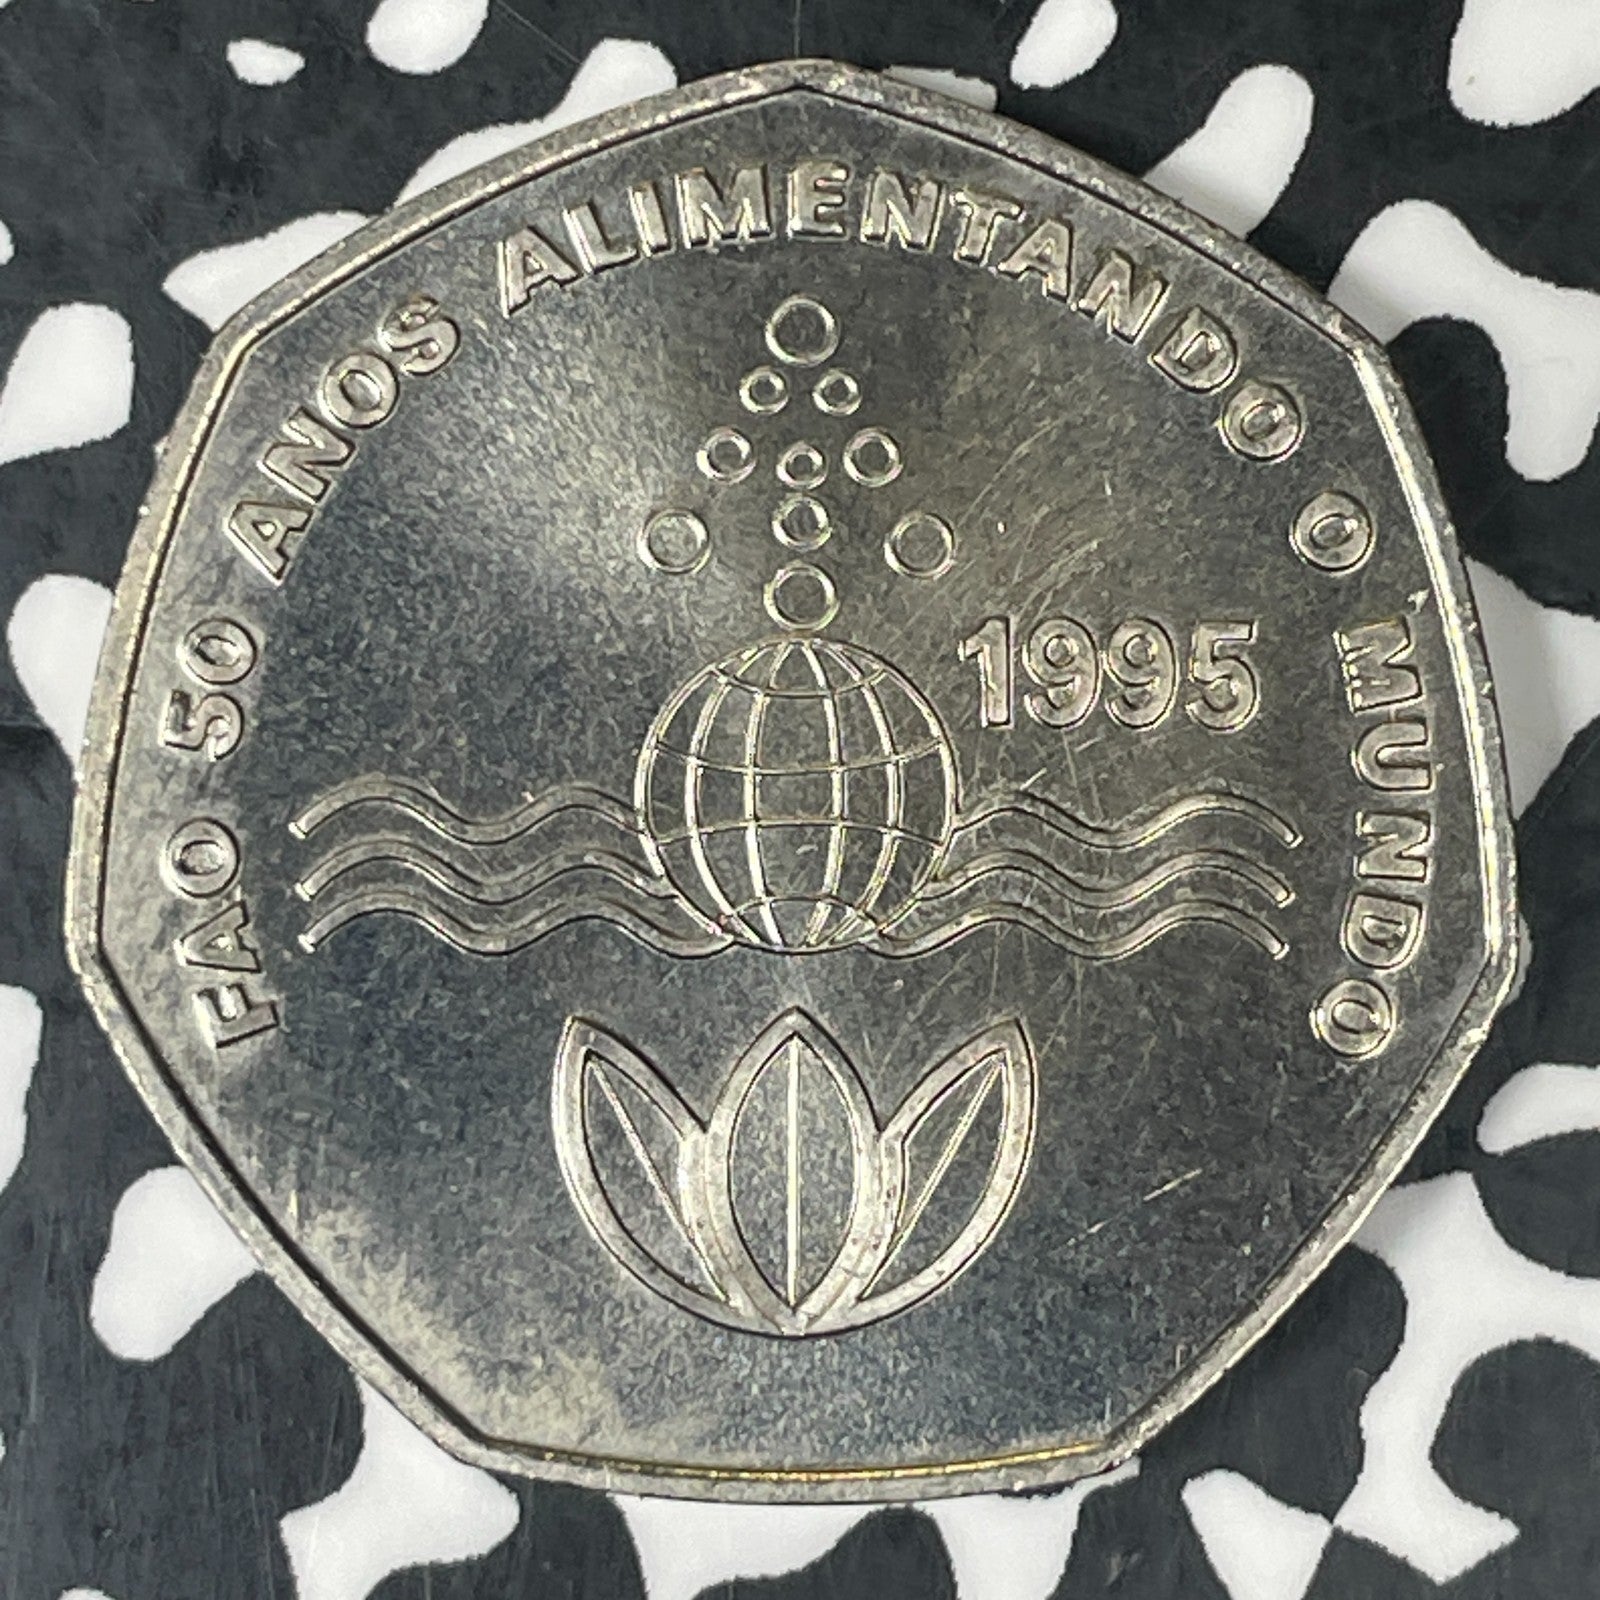 FAO 50 ANOS ALIMENTANDO O MUNDO
1995